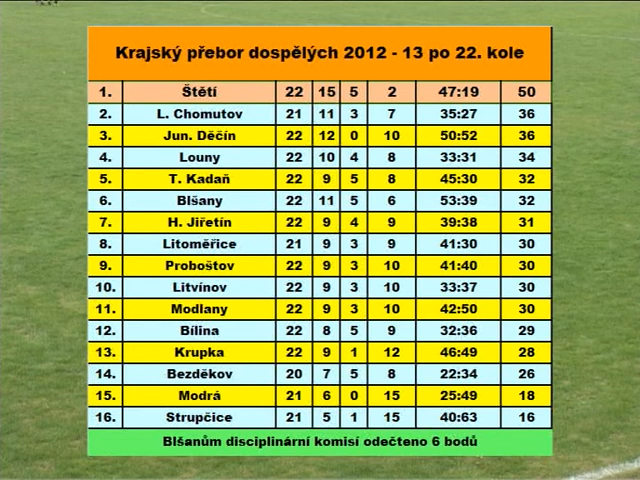 Krajský přebor dospělých 2012 - 13 po 22. kole
1. Štětí 22 15 5 2 47:19 50
2. L. Chomutov 21 11 3 7 35:27 36
3. Jun. Děčín 22 12 0 10 50:52 36
4. Louny 22 10 4 8 33:31 34
5. T. Kadaň 22 9 5 8 45:30 32
6. Blšany 22 11 5 6 53:39 32
7. H. Jiřetín 22 9 4 9 39:38 31
8. Litoměřice 21 9 3 9 41:30 30
9. Proboštov 22 9 3 10 41:40 30
10. Litvínov 22 9 3 10 33:37 30
11. Modlany 22 9 3 10 42:50 30
12. Bílina 22 8 5 9 32:36 29
13. Krupka 22 9 1 12 46:49 28
14. Bezděkov 20 7 5 8 22:34 26
15. Modrá 21 6 0 15 25:49 18
16. Strupčice 21 5 1 15 40:63 16
Blšanům disciplinární komisí odečteno 6 bodů